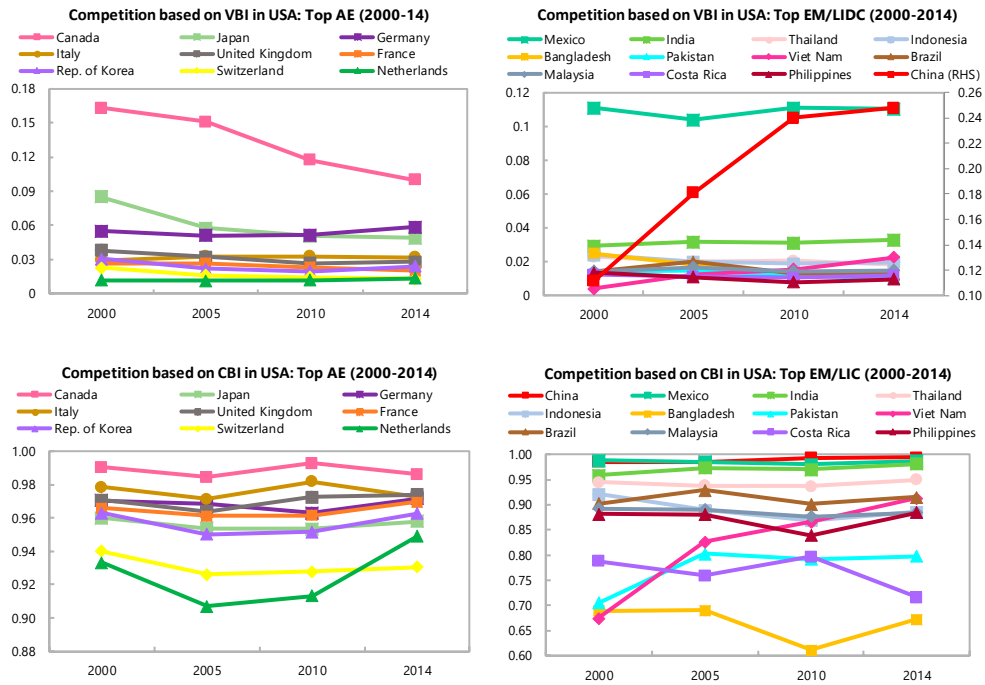 Competition based on VBI in USA: Top AE (2000-14)
Canada Japan Germany
Italy United Kingdom France
Rep. of Korea Switzerland Netherlands
0.18
0.15
0.12
0.09
0.06
0.03
0
2000 2005 2010 2014
Competition based on VBI in USA: Top EM/LIDC (2000-2014)
Mexico India Thailand Indonesia
Bangladesh Pakistan Viet Nam Brazil
Malaysia Costa Rica Philippines China (RHS)
0.12
0.1
0.08
0.06
0.04
0.02
0
0.26
0.24
0.22
0.20
0.18
0.16
0.14
0.12
0.10
2000 2005 2010 2014
Competition based on CBI in USA: Top AE (2000-2014)
Canada Japan Germany
Italy United Kingdom France
Rep. of Korea Switzerland Netherlands
1.00
0.98
0.96
0.94
0.92
0.90
0.88
2000 2005 2010 2014
Competition based on CBI in USA: Top EM/LIC (2000-2014)
China Mexico India Thailand
Indonesia Bangladesh Pakistan Viet Nam
Brazil Malaysia Costa Rica Philippines
1.00
0.95
0.90
0.85
0.80
0.75
0.70
0.65
0.60
2000 2005 2010 2014